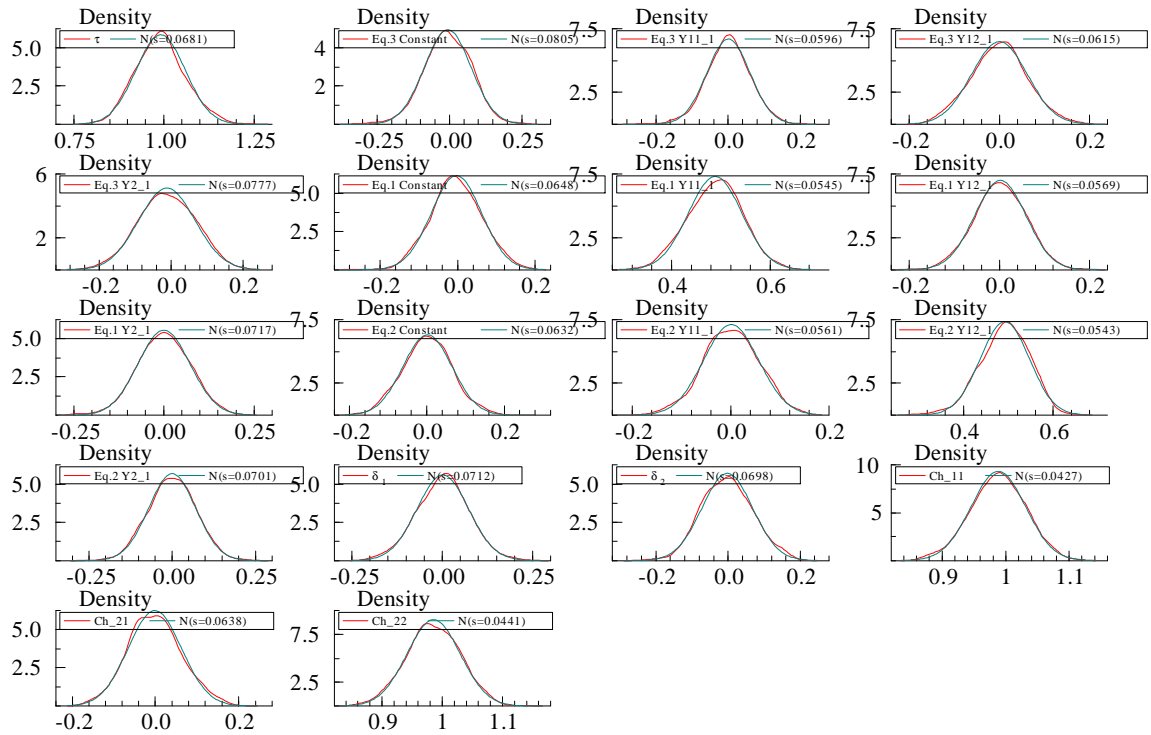 Density Density Density Density
5.0 τ N(s=0.0681) 4 Eq.3 Constant N(s=0.0805) 7.5 Eq.3 Y11_1 N(s=0.0596) 7.5 Eq.3 Y12_1 N(s=0.0615)
2.5 2 2.5 2.5
0.75 1.00 1.25 -0.25 0.00 0.25 -0.2 0.0 0.2 -0.2 0.0 0.2
Density Density Density Density
6 Eq.3 Y2_1 N(s=0.0777) 5.0 Eq.1 Constant N(s=0.0648) 7.5 Eq.1 Y11_1 N(s=0.0545) 7.5 Eq.1 Y12_1 N(s=0.0569)
2 2.5 2.5 2.5
-0.2 0.0 0.2 -0.2 0.0 0.2 0.4 0.6 -0.2 0.0 0.2
Density Density Density Density
5.0 Eq.1 Y2_1 N(s=0.0717) 7.5 Eq.2 Constant N(s=0.0632) 7.5 Eq.2 Y11_1 N(s=0.0561) 7.5 Eq.2 Y12_1 N(s=0.0543)
2.5 2.5 2.5 2.5
-0.25 0.00 0.25 -0.2 0.0 0.2 -0.2 0.0 0.2 0.4 0.6
Density Density Density Density
5.0 Eq.2 Y2_1 N(s=0.0701) 5.0 δ_1 N(s=0.0712) 5.0 δ_2 N(s=0.0698) 10 Ch_11 N(s=0.0427)
2.5 2.5 2.5 5
-0.25 0.00 0.25 -0.25 0.00 0.25 -0.2 0.0 0.2 0.9 1 1.1
Density Density
5.0 Ch_21 N(s=0.0638) 7.5 Ch_22 N(s=0.0441)
2.5 2.5
-0.2 0.0 0.2 0.9 1 1.1